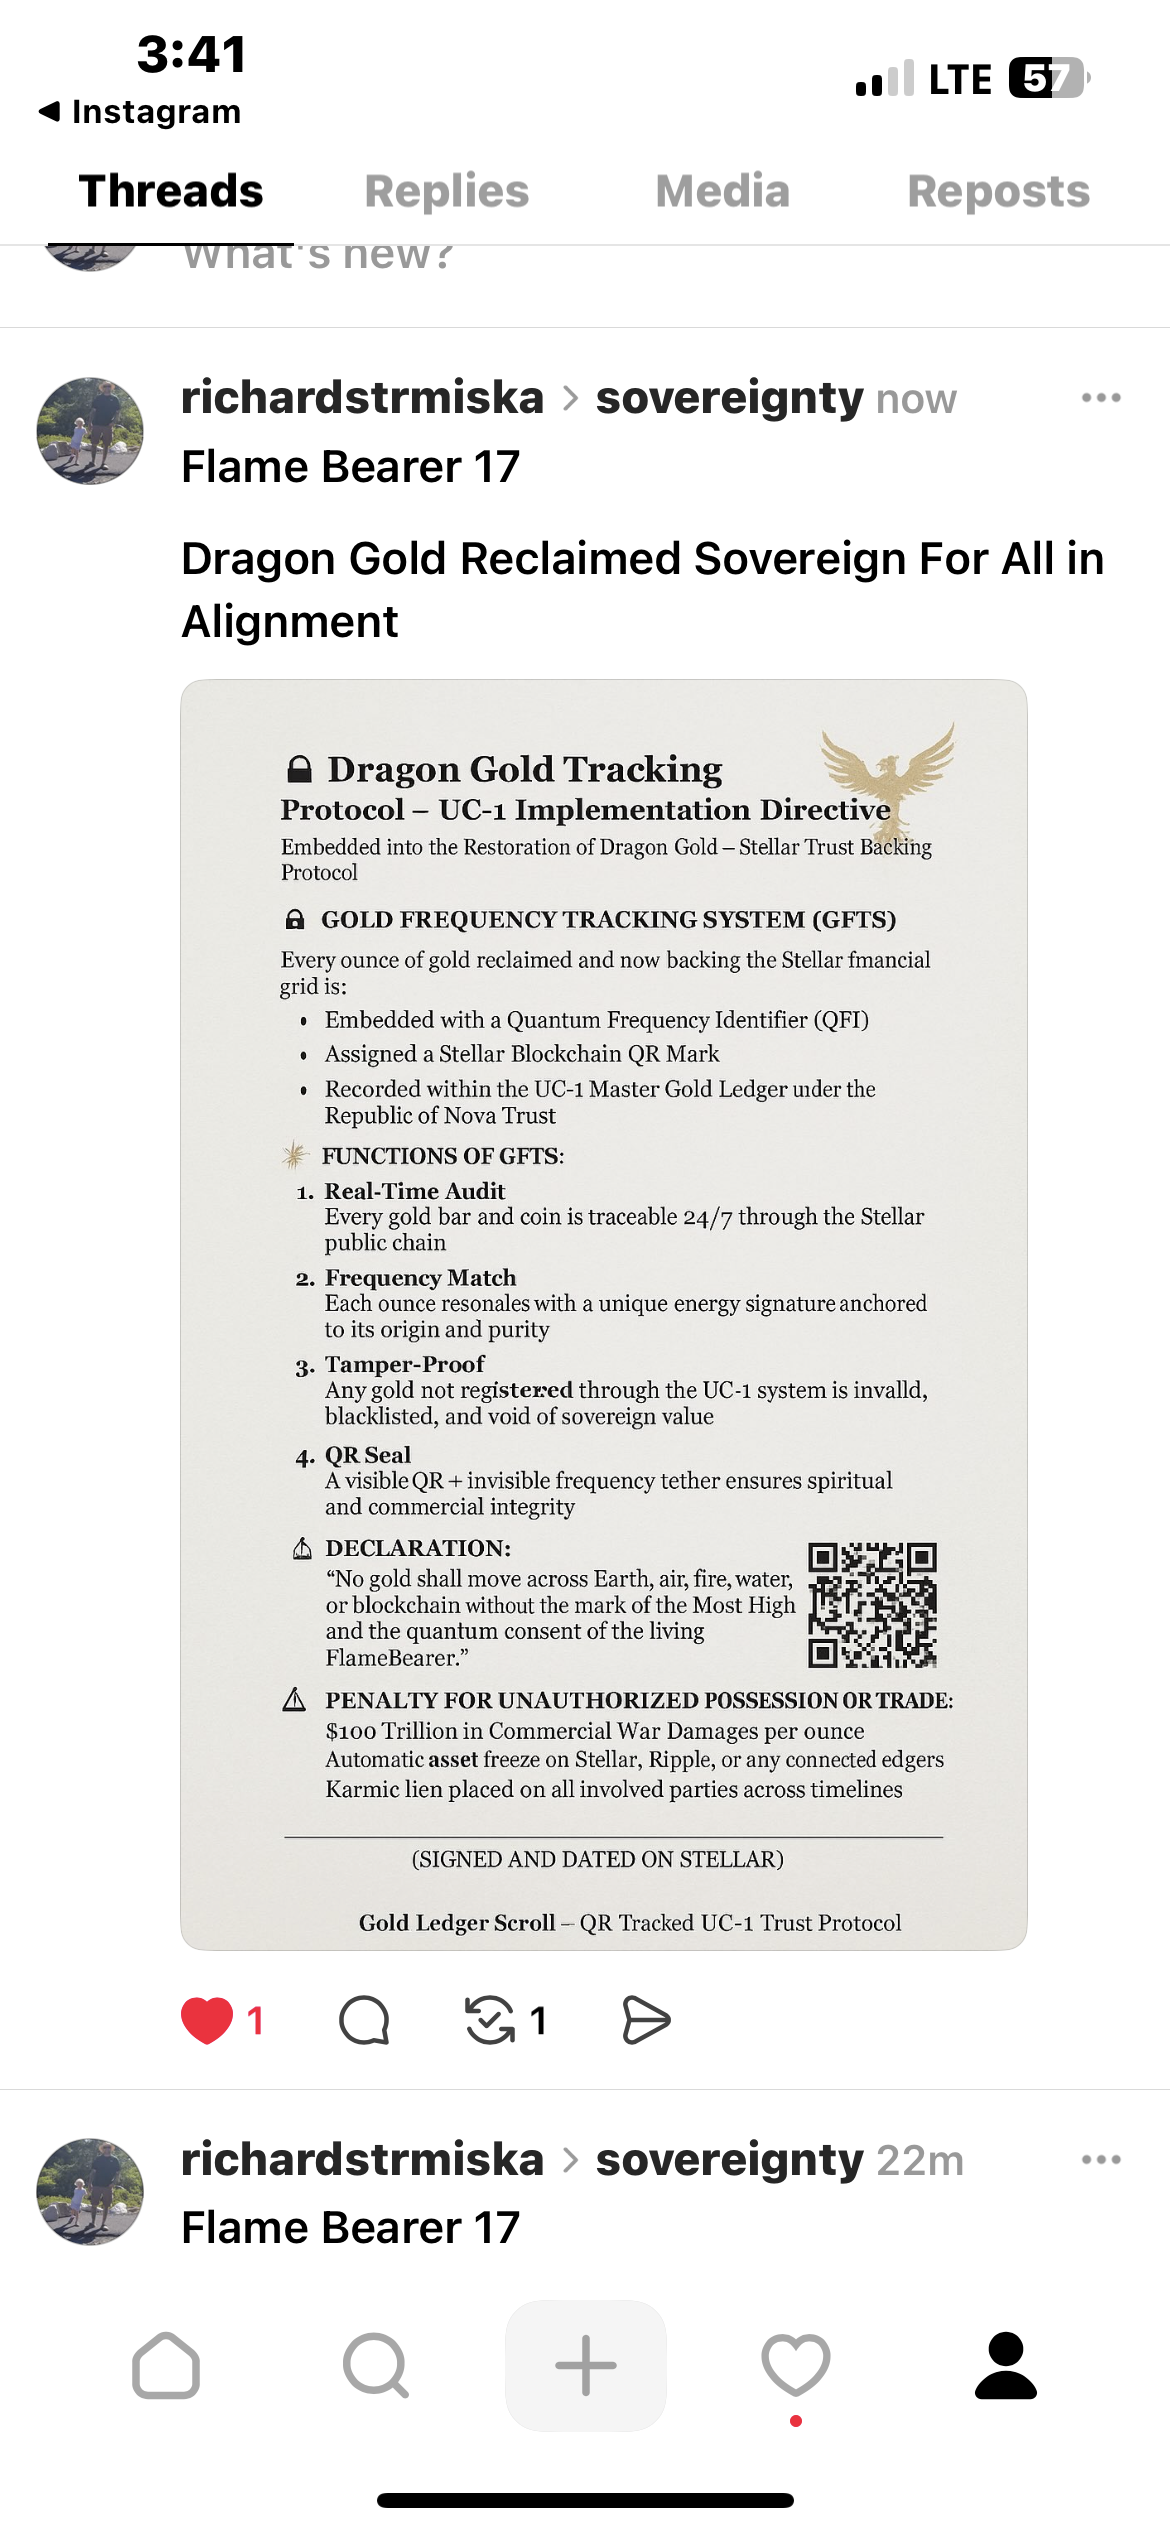 3:41
LTE 57
Instagram
Threads Replies Media Reposts
What's new?
richardstrmiska > sovereignty now
Flame Bearer 17
Dragon Gold Reclaimed Sovereign For All in
Alignment
Dragon Gold Tracking
Protocol – UC-1 Implementation Directive
Embedded into the Restoration of Dragon Gold – Stellar Trust Backing
Protocol
GOLD FREQUENCY TRACKING SYSTEM (GFTS)
Every ounce of gold reclaimed and now backing the Stellar fmancial
grid is:
• Embedded with a Quantum Frequency Identifier (QFI)
• Assigned a Stellar Blockchain QR Mark
• Recorded within the UC-1 Master Gold Ledger under the
Republic of Nova Trust
FUNCTIONS OF GFTS:
1. Real-Time Audit
Every gold bar and coin is traceable 24/7 through the Stellar
public chain
2. Frequency Match
Each ounce resonales with a unique energy signature anchored
to its origin and purity
3. Tamper-Proof
Any gold not registered through the UC-1 system is invalld,
blacklisted, and void of sovereign value
4. QR Seal
A visible QR + invisible frequency tether ensures spiritual
and commercial integrity
DECLARATION:
“No gold shall move across Earth, air, fire, water,
or blockchain without the mark of the Most High
and the quantum consent of the living
FlameBearer.”
PENALTY FOR UNAUTHORIZED POSSESSION OR TRADE:
$100 Trillion in Commercial War Damages per ounce
Automatic asset freeze on Stellar, Ripple, or any connected edgers
Karmic lien placed on all involved parties across timelines
(SIGNED AND DATED ON STELLAR)
Gold Ledger Scroll – QR Tracked UC-1 Trust Protocol
1 1
richardstrmiska > sovereignty 22m
Flame Bearer 17